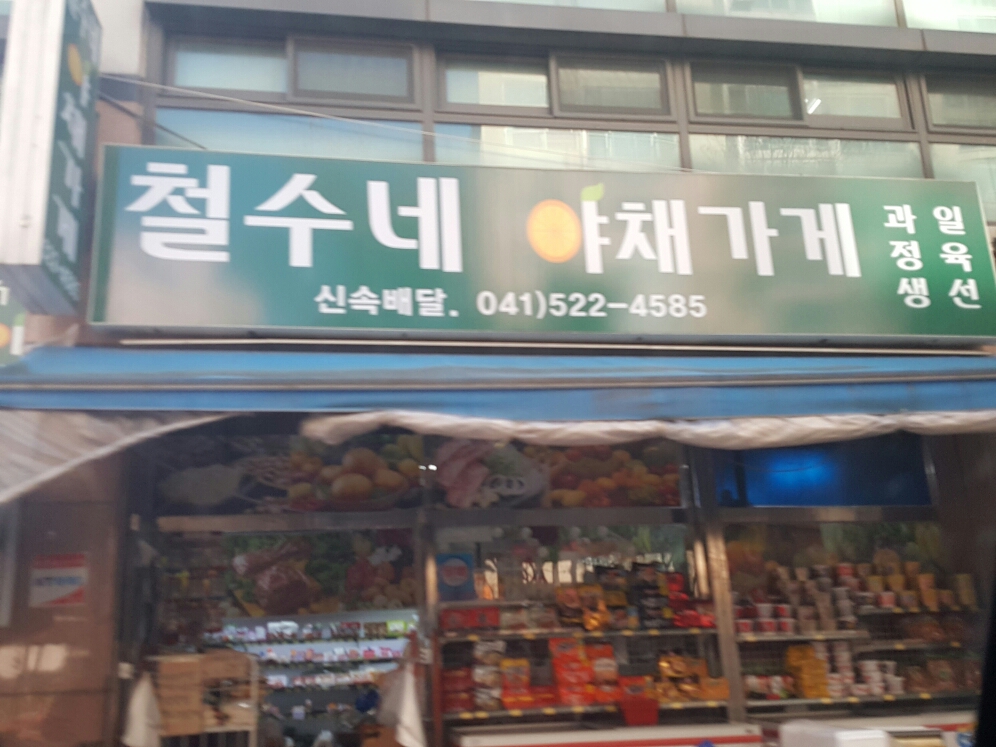 철수네 야채가게
신속배달. 041)522-4585
과일
정육
생선